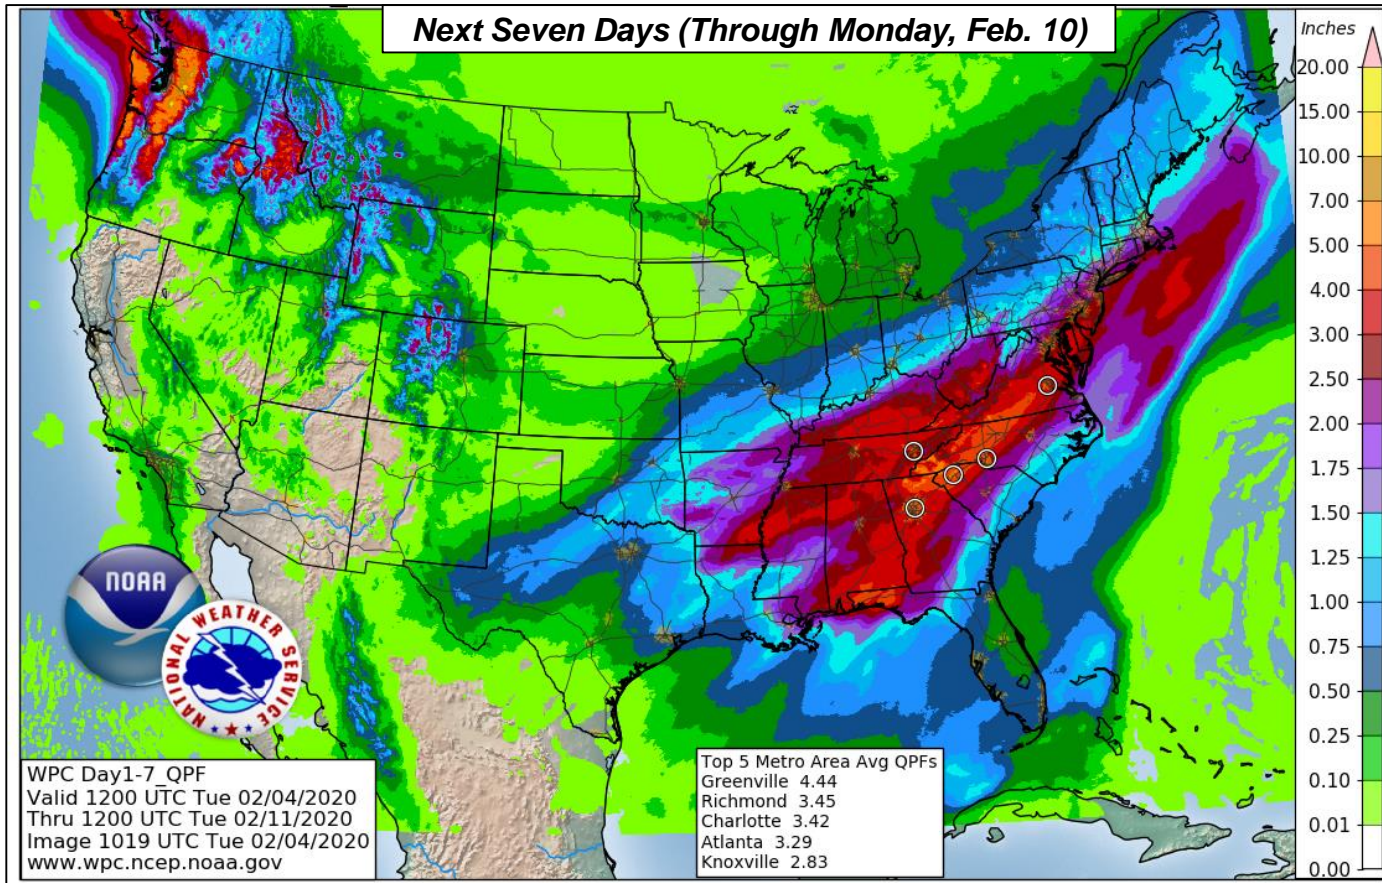 Next Seven Days (Through Monday, Feb. 10)
Inches
20.00
15.00
10.00
7.00
5.00
4.00
3.00
2.50
2.00
1.75
1.50
1.25
1.00
0.75
0.50
0.25
0.10
0.01
0.00
NOAA
NATIONAL WEATHER SERVICE
WPC Day1-7_QPF
Valid 1200 UTC Tue 02/04/2020
Thru 1200 UTC Tue 02/11/2020
Image 1019 UTC Tue 02/04/2020
www.wpc.ncep.noaa.gov
Top 5 Metro Area Avg QPFs
Greenville 4.44
Richmond 3.45
Charlotte 3.42
Atlanta 3.29
Knoxville 2.83